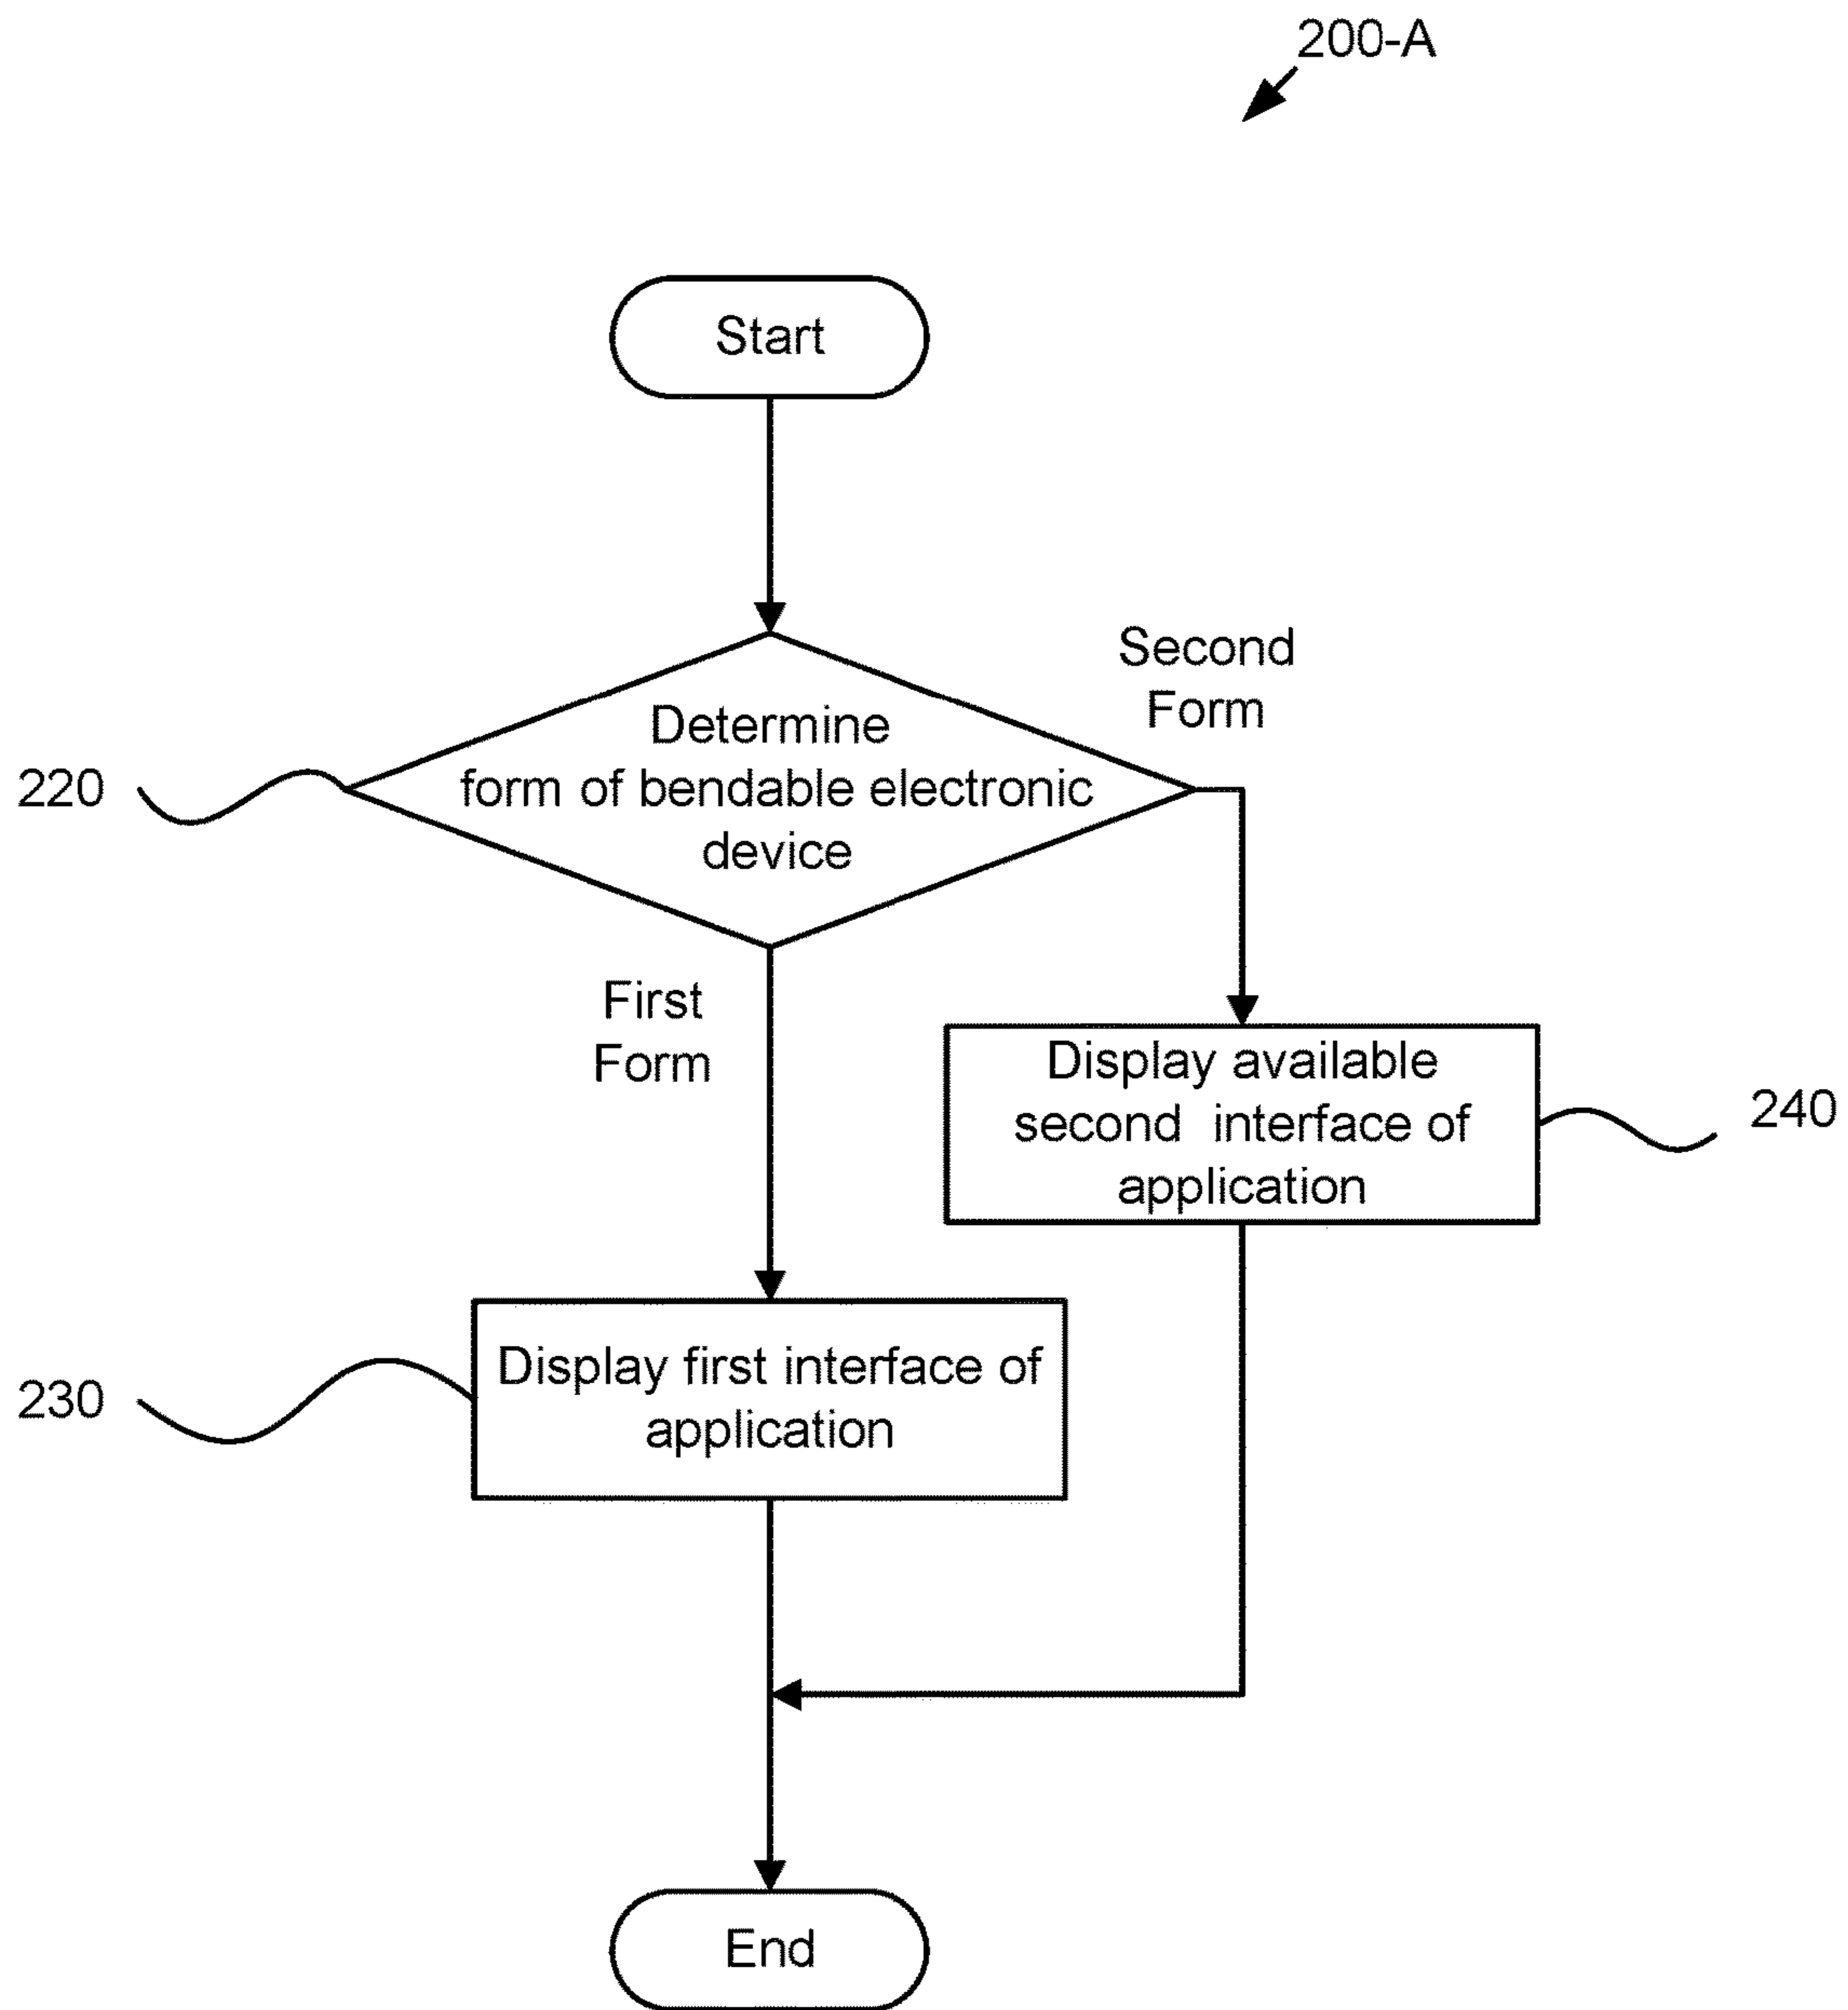 200-A
Start
Determine
form of bendable electronic
device
220
Second
Form
First
Form
Display available
second interface of
application
240
Display first interface of
application
230
End